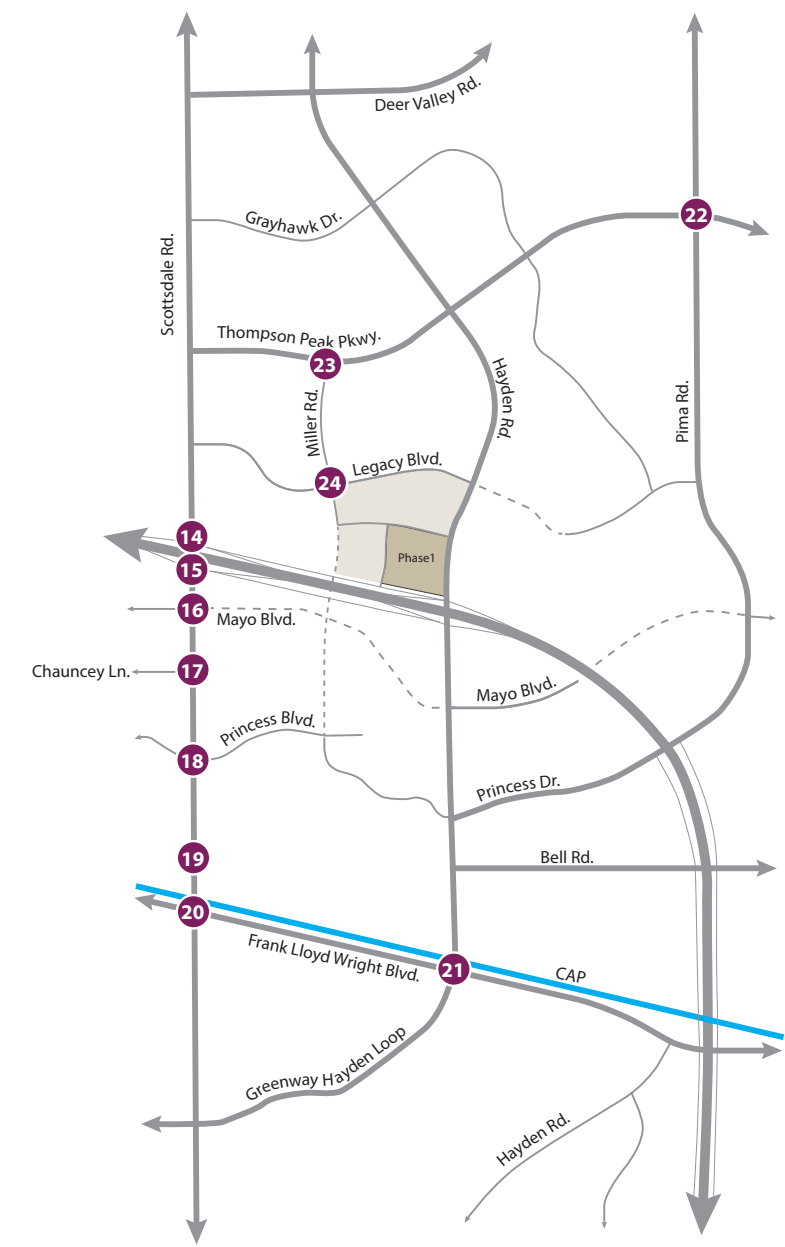 Deer Valley Rd.
Grayhawk Dr.
22
Scottsdale Rd.
Thompson Peak Pkwy.
23
Hayden Rd.
Pima Rd.
Miller Rd.
Legacy Blvd.
24
14
Phase1
15
16
Mayo Blvd.
Chauncey Ln.
17
Mayo Blvd.
Princess Blvd.
18
Princess Dr.
19
Bell Rd.
20
Frank Lloyd Wright Blvd.
21
CAP
Greenway Hayden Loop
Hayden Rd.